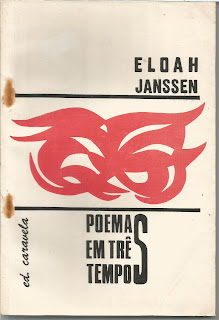 ELOAH
JANSSEN
ed. caravela
POEMAS
EM TRÊS
TEMPOS